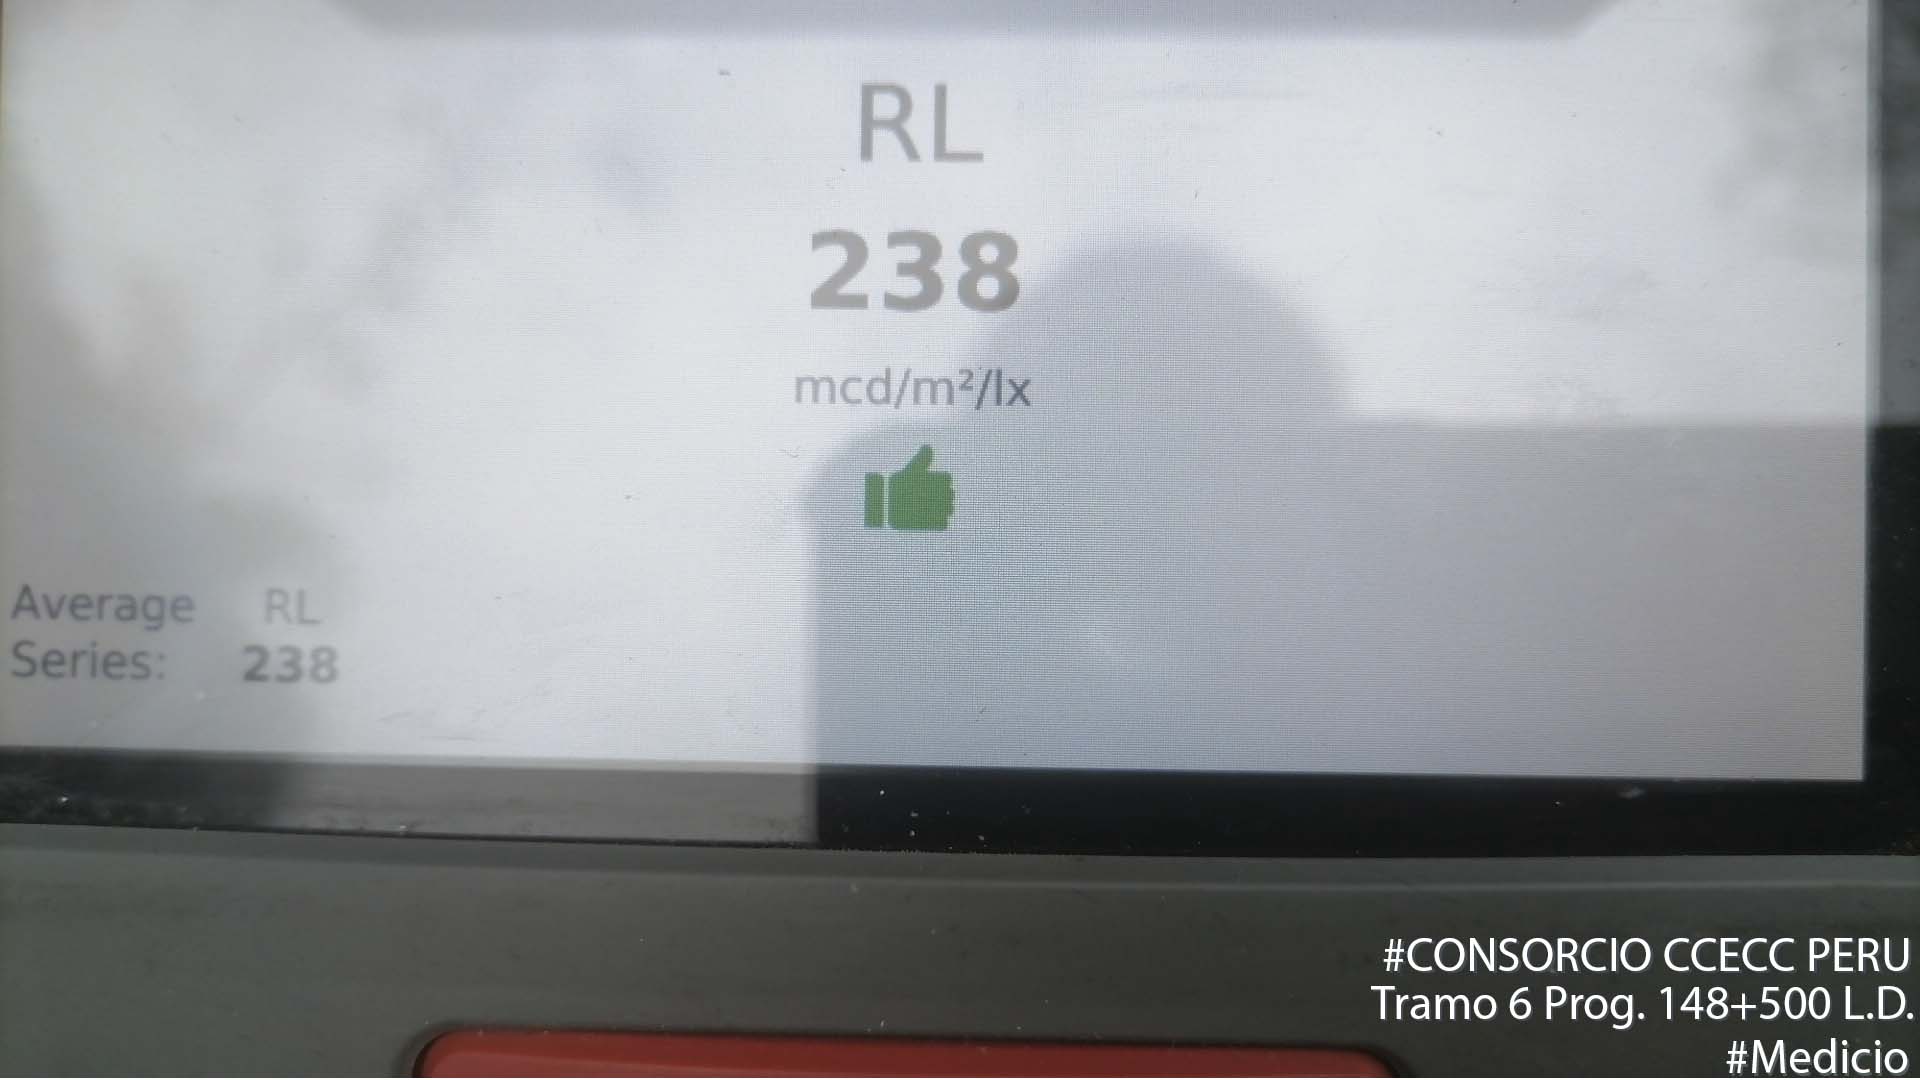 RL
238
mcd/m²/lx
Average RL
Series: 238
#CONSORCIO CCECC PERU
Tramo 6 Prog. 148+500 L.D.
#Medicio